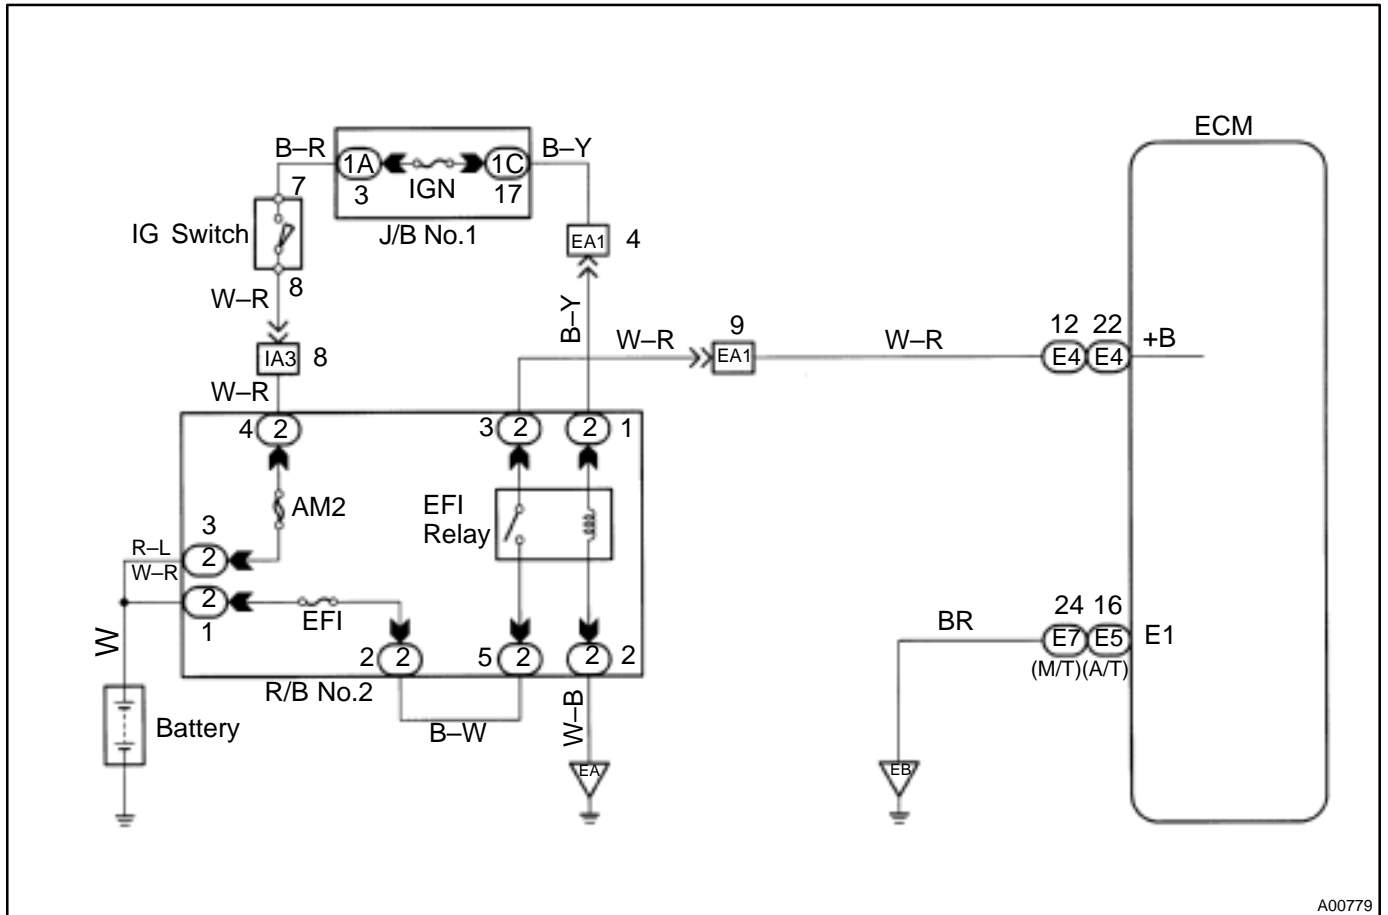 ECM
B–R
1A
IGN
1C
B–Y
3
17
J/B No.1
7
IG Switch
8
W–R
IA3
8
W–R
EA1
4
B–Y
W–R
9
EA1
W–R
12
22
E4
E4
+B
4
2
3
2
2
1
AM2
EFI
Relay
3
2
R–L
W–R
2
1
EFI
2
2
5
2
2
2
R/B No.2
W
Battery
B–W
W–B
EA
BR
24
16
E7
E5
E1
(M/T)
(A/T)
EB
A00779